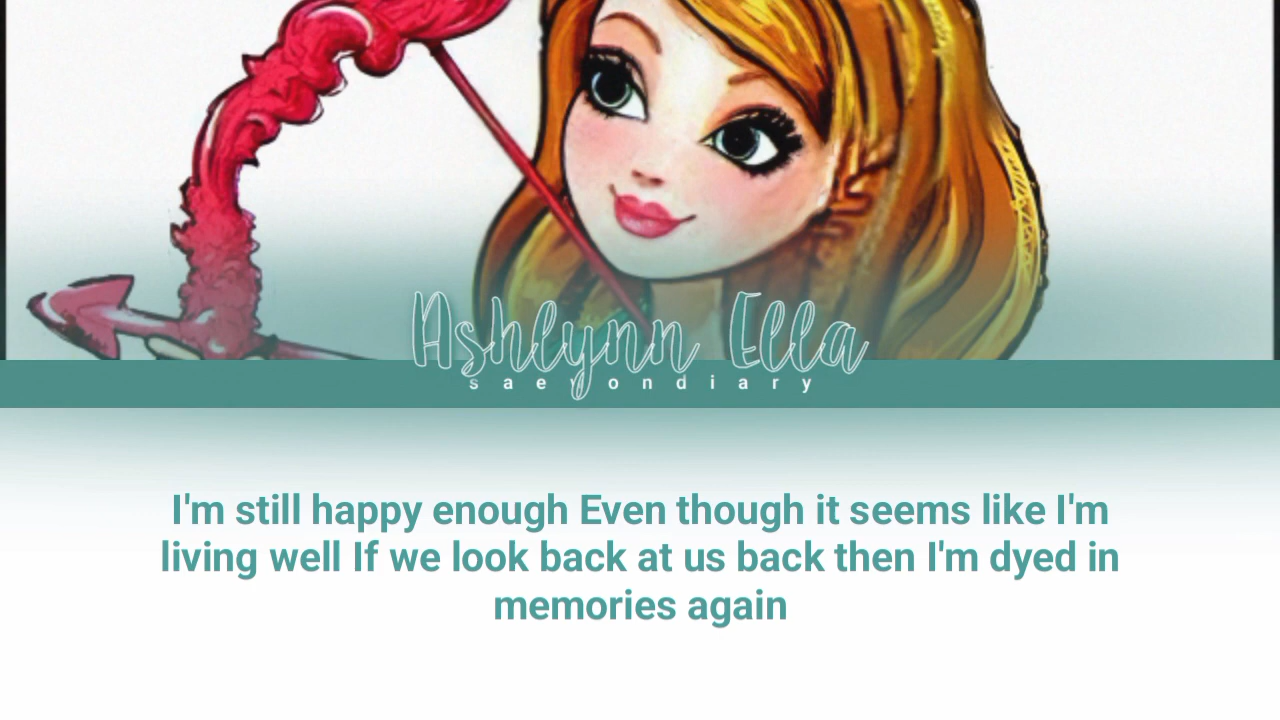 Ashlynn Ella
saeyondiary
I'm still happy enough Even though it seems like I'm
living well If we look back at us back then I'm dyed in
memories again